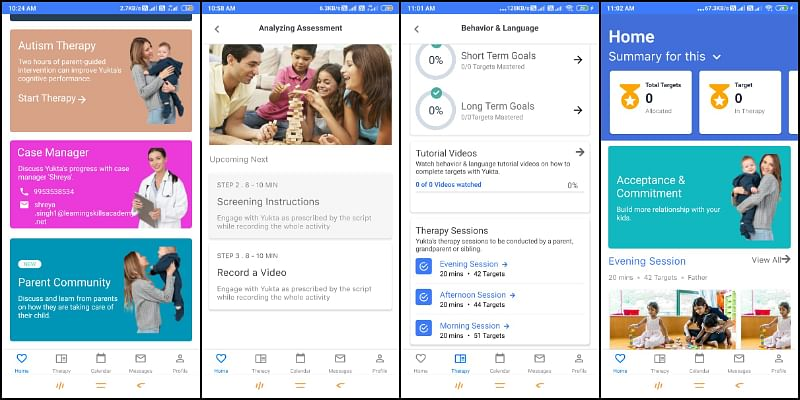 10:24 AM
2.7KB/s
Autism Therapy
Two hours of parent-guided
intervention can improve Yukta's
cognitive performance.
Start Therapy →
Case Manager
Discuss Yukta's progress with case
manager 'Shreya'.
9953538534
shreya
.singh1@learningskillsacademy
.net
NEW
Parent Community
Discuss and learn from parents
on how they are taking care of
their child.
Home
Therapy
Calendar
Messages
Profile
10:58 AM
6.3KB/s
Analyzing Assessment
Upcoming Next
STEP 2 . 8 - 10 MIN
Screening Instructions
Engage with Yukta as prescribed by the script
while recording the whole activity
STEP 3 . 8 - 10 MIN
Record a Video
Engage with Yukta as prescribed by the script
while recording the whole activity
Home
Therapy
Calendar
Messages
Profile
11:01 AM
...128KB/s
Behavior & Language
0%
Short Term Goals
0/0 Targets Mastered
0%
Long Term Goals
0/0Targets Mastered
Tutorial Videos
Watch behavior & language tutorial videos on how to
complete targets with Yukta.
0 of 0 Videos watched
0%
Therapy Sessions
Yukta's therapy sessions to be conducted by a parent,
grandparent or sibling.
Evening Session →
20 mins • 42 Targets
Afternoon Session →
20 mins • 44 Targets
Morning Session →
20 mins • 51 Targets
Home
Therapy
Calendar
Messages
Profile
11:02 AM
...67.3KB/s
Home
Summary for this
Total Targets
0
Allocated
Target
0
In Therapy
Acceptance &
Commitment
Build more relationship with your
kids.
Evening Session
View All→
20 mins • 42 Targets • Father
Home
Therapy
Calendar
Messages
Profile